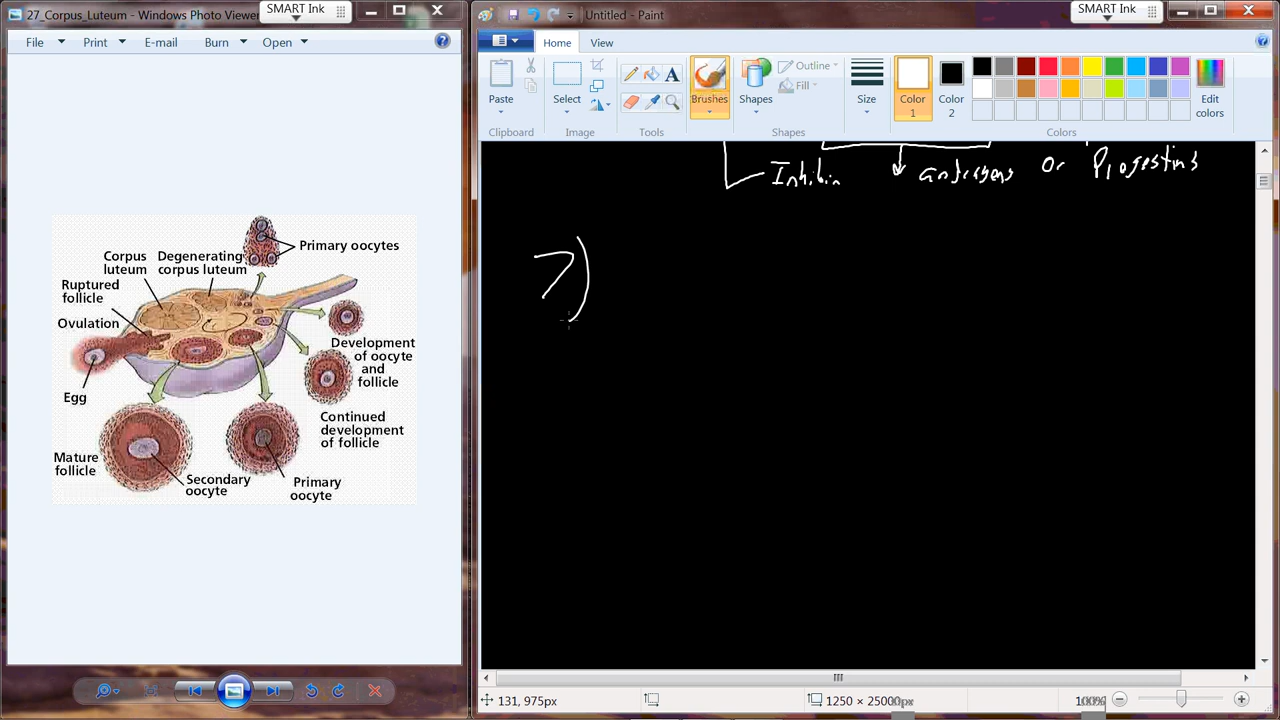 27_Corpus_Luteum - Windows Photo Viewer
SMART Ink
File Print E-mail Burn Open
Primary oocytes
Corpus luteum
Degenerating corpus luteum
Ruptured follicle
Ovulation
Egg
Development of oocyte and follicle
Continued development of follicle
Mature follicle
Secondary oocyte
Primary oocyte
Untitled - Paint
SMART Ink
Home View
Paste
Select
Brushes
Shapes
Outline
Fill
Size
Color 1
Color 2
Edit colors
Clipboard Image Tools Shapes Colors
Inhibin androgens or Progestins
7)
131, 975px
1250 × 25000px